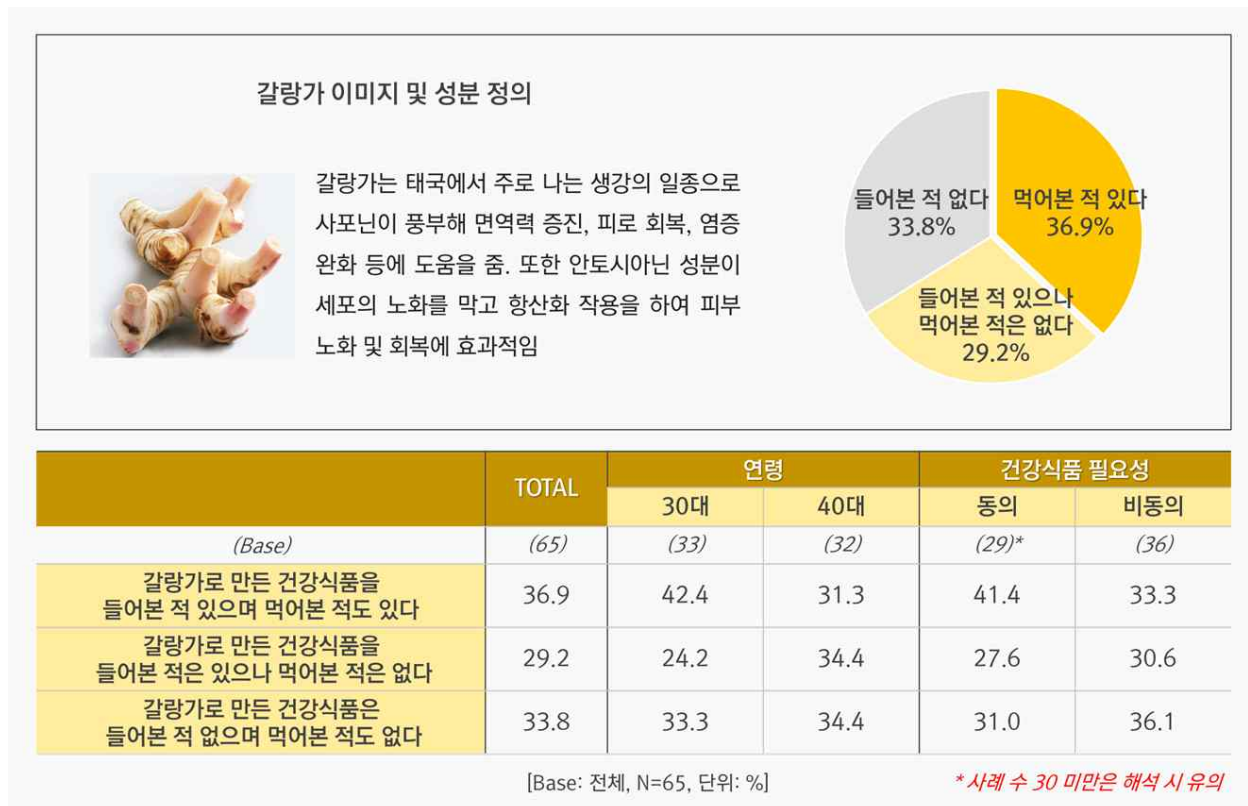 갈랑가 이미지 및 성분 정의
갈랑가는 태국에서 주로 나는 생강의 일종으로
사포닌이 풍부해 면역력 증진, 피로 회복, 염증
완화 등에 도움을 줌. 또한 안토시아닌 성분이
세포의 노화를 막고 항산화 작용을 하여 피부
노화 및 회복에 효과적임
들어본 적 없다
33.8%
먹어본 적 있다
36.9%
들어본 적 있으나
먹어본 적은 없다
29.2%
TOTAL 연령 건강식품 필요성
30대 40대 동의 비동의
(Base) (65) (33) (32) (29)* (36)
갈랑가로 만든 건강식품을
들어본 적 있으며 먹어본 적도 있다 36.9 42.4 31.3 41.4 33.3
갈랑가로 만든 건강식품을
들어본 적은 있으나 먹어본 적은 없다 29.2 24.2 34.4 27.6 30.6
갈랑가로 만든 건강식품은
들어본 적 없으며 먹어본 적도 없다 33.8 33.3 34.4 31.0 36.1
[Base: 전체, N=65, 단위: %]
* 사례 수 30 미만은 해석 시 유의